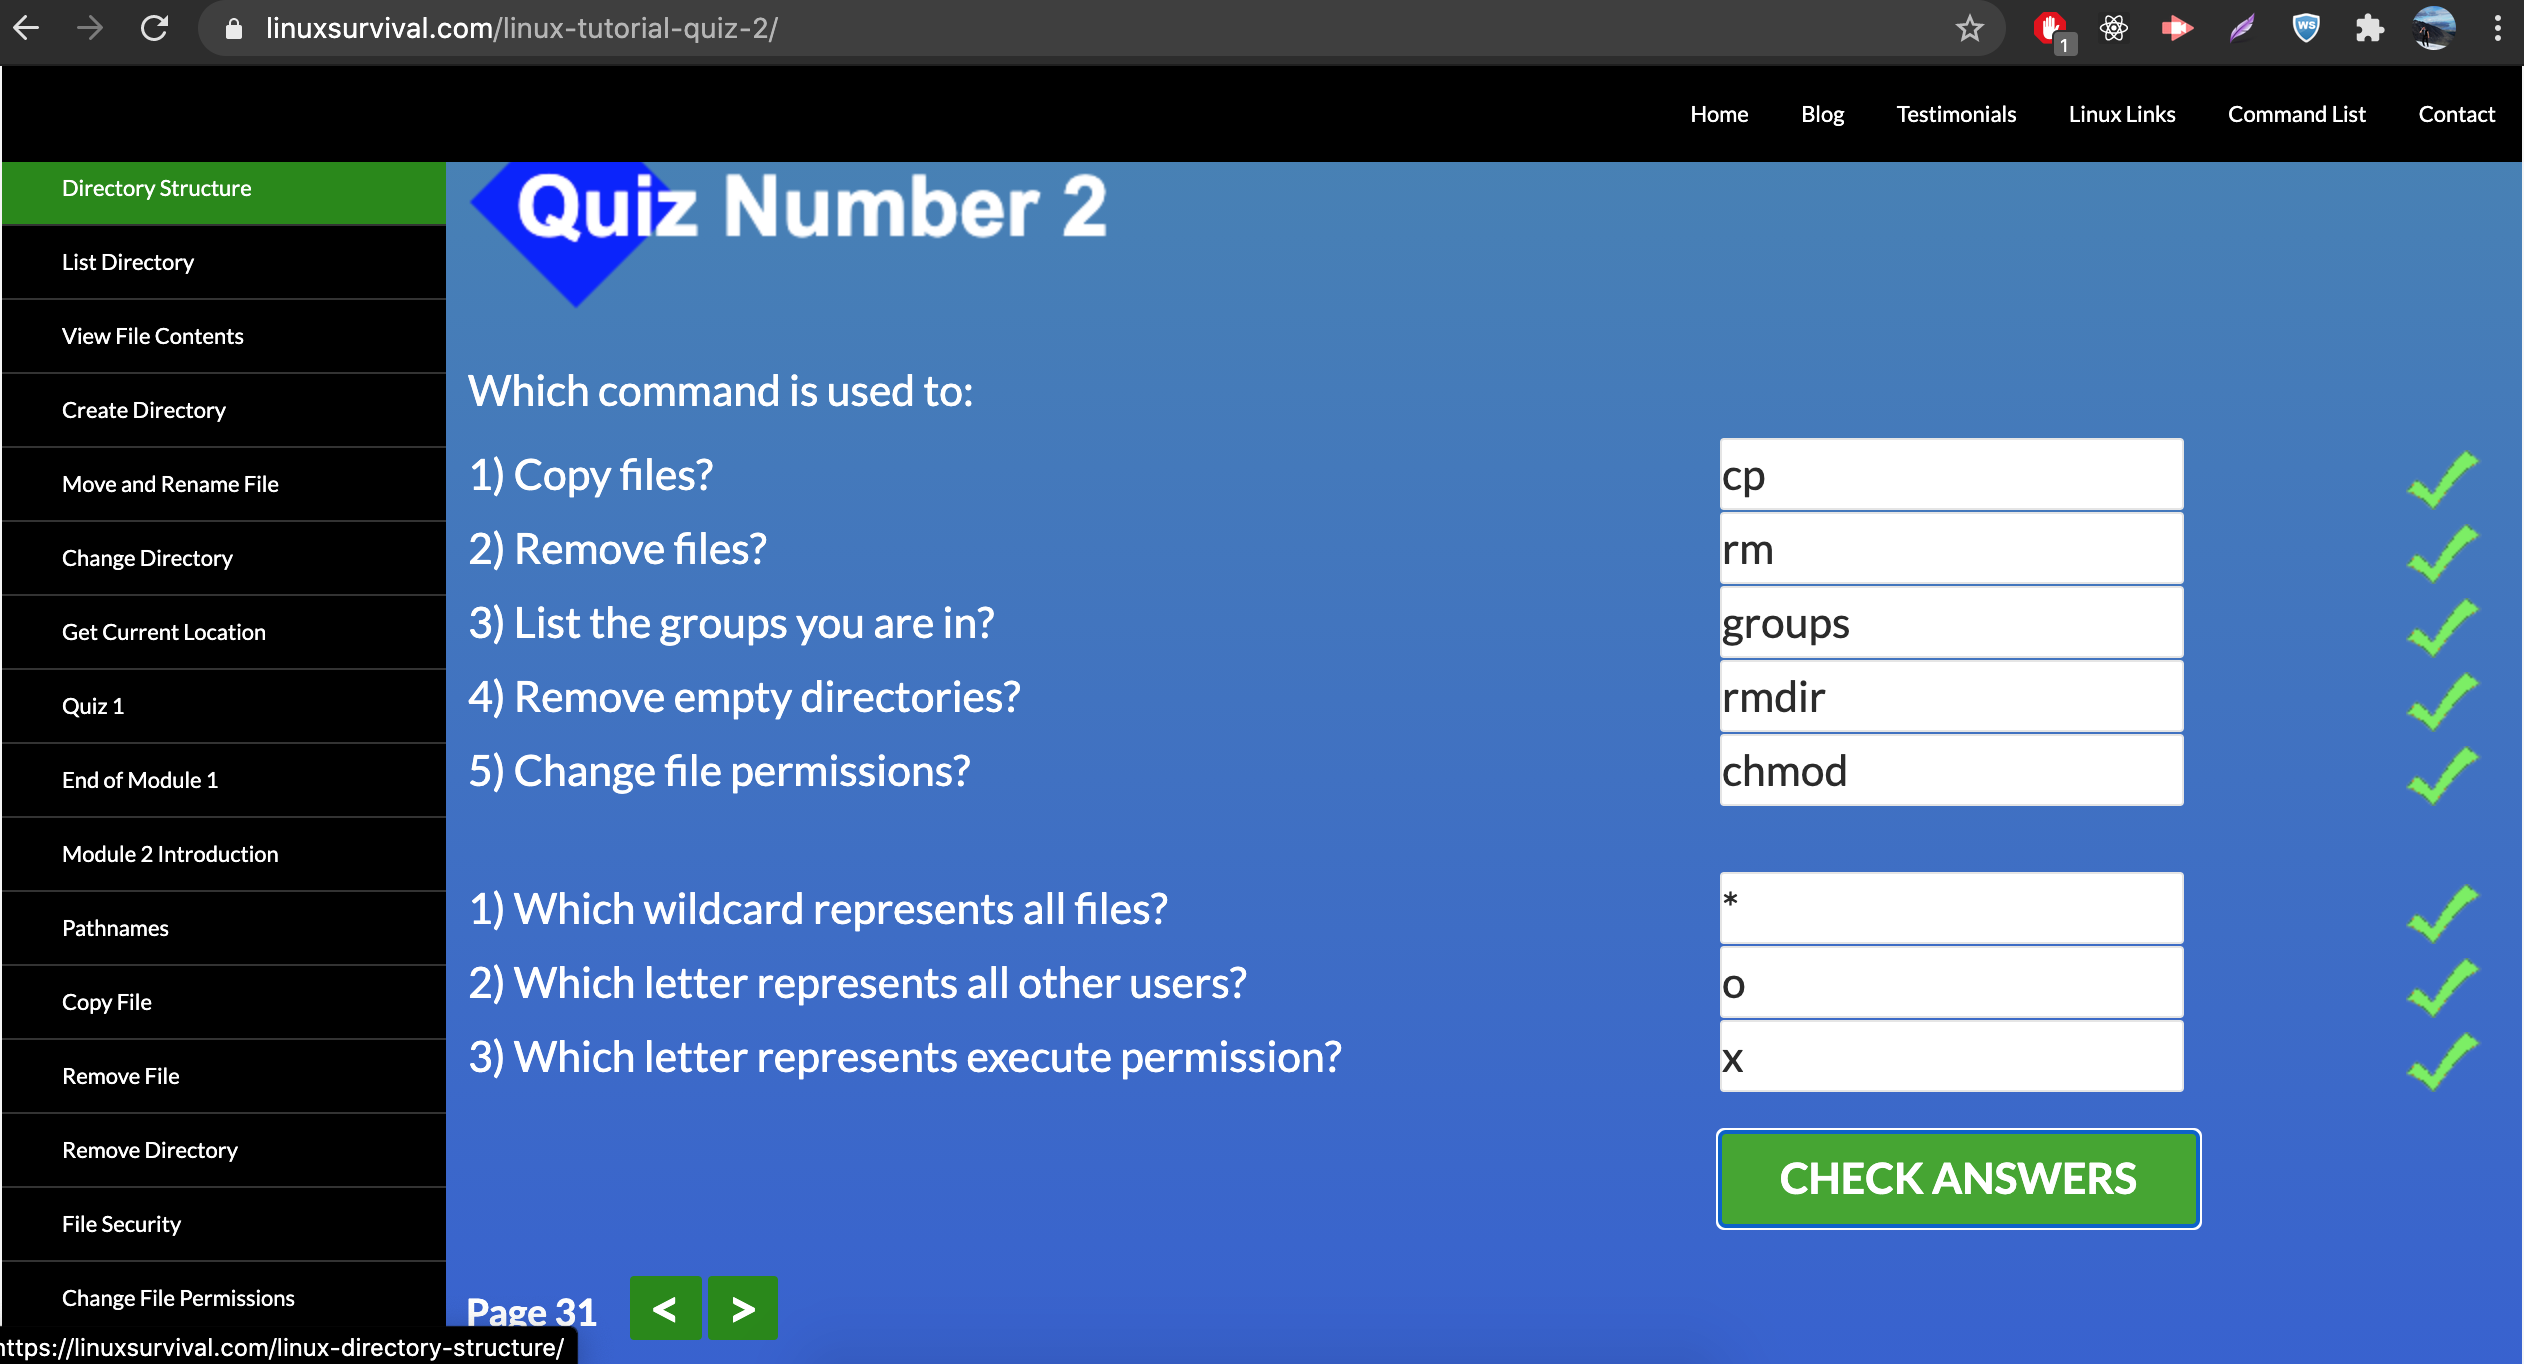 linuxsurvival.com/linux-tutorial-quiz-2/
1
WS
Home Blog Testimonials Linux Links Command List Contact
Directory Structure
List Directory
View File Contents
Create Directory
Move and Rename File
Change Directory
Get Current Location
Quiz 1
End of Module 1
Module 2 Introduction
Pathnames
Copy File
Remove File
Remove Directory
File Security
Change File Permissions
Quiz Number 2
Which command is used to:
1) Copy files? cp
2) Remove files? rm
3) List the groups you are in? groups
4) Remove empty directories? rmdir
5) Change file permissions? chmod
1) Which wildcard represents all files? *
2) Which letter represents all other users? o
3) Which letter represents execute permission? x
CHECK ANSWERS
Page 31 < >
https://linuxsurvival.com/linux-directory-structure/